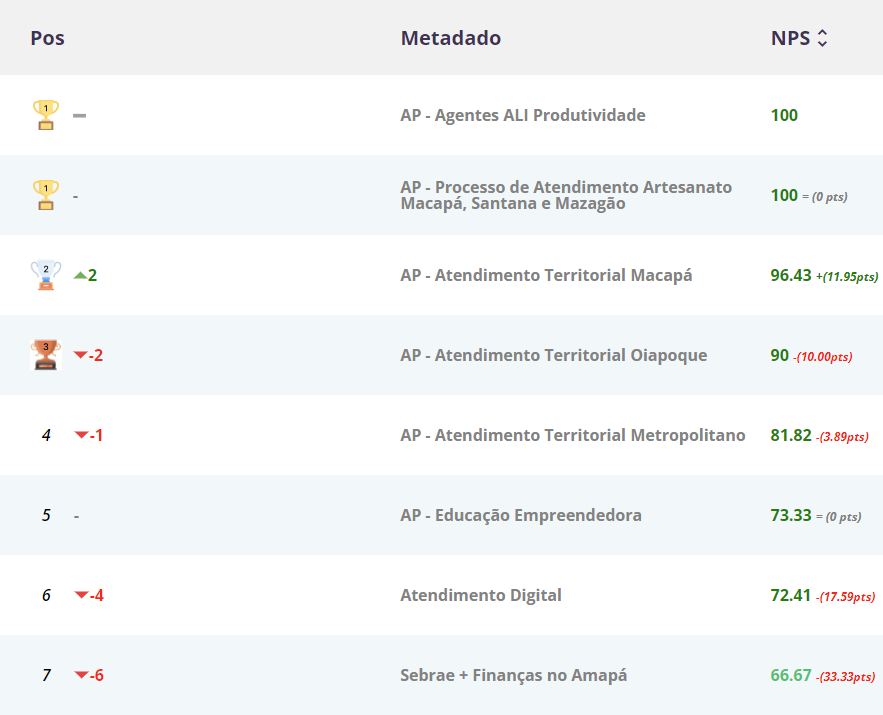 Pos Metadado NPS
1 AP - Agentes ALI Produtividade 100
1 - AP - Processo de Atendimento Artesanato
Macapá, Santana e Mazagão 100 = (0 pts)
2 2 AP - Atendimento Territorial Macapá 96.43 +(11.95pts)
3 -2 AP - Atendimento Territorial Oiapoque 90 -(10.00pts)
4 -1 AP - Atendimento Territorial Metropolitano 81.82 -(3.89pts)
5 - AP - Educação Empreendedora 73.33 = (0 pts)
6 -4 Atendimento Digital 72.41 -(17.59pts)
7 -6 Sebrae + Finanças no Amapá 66.67 -(33.33pts)